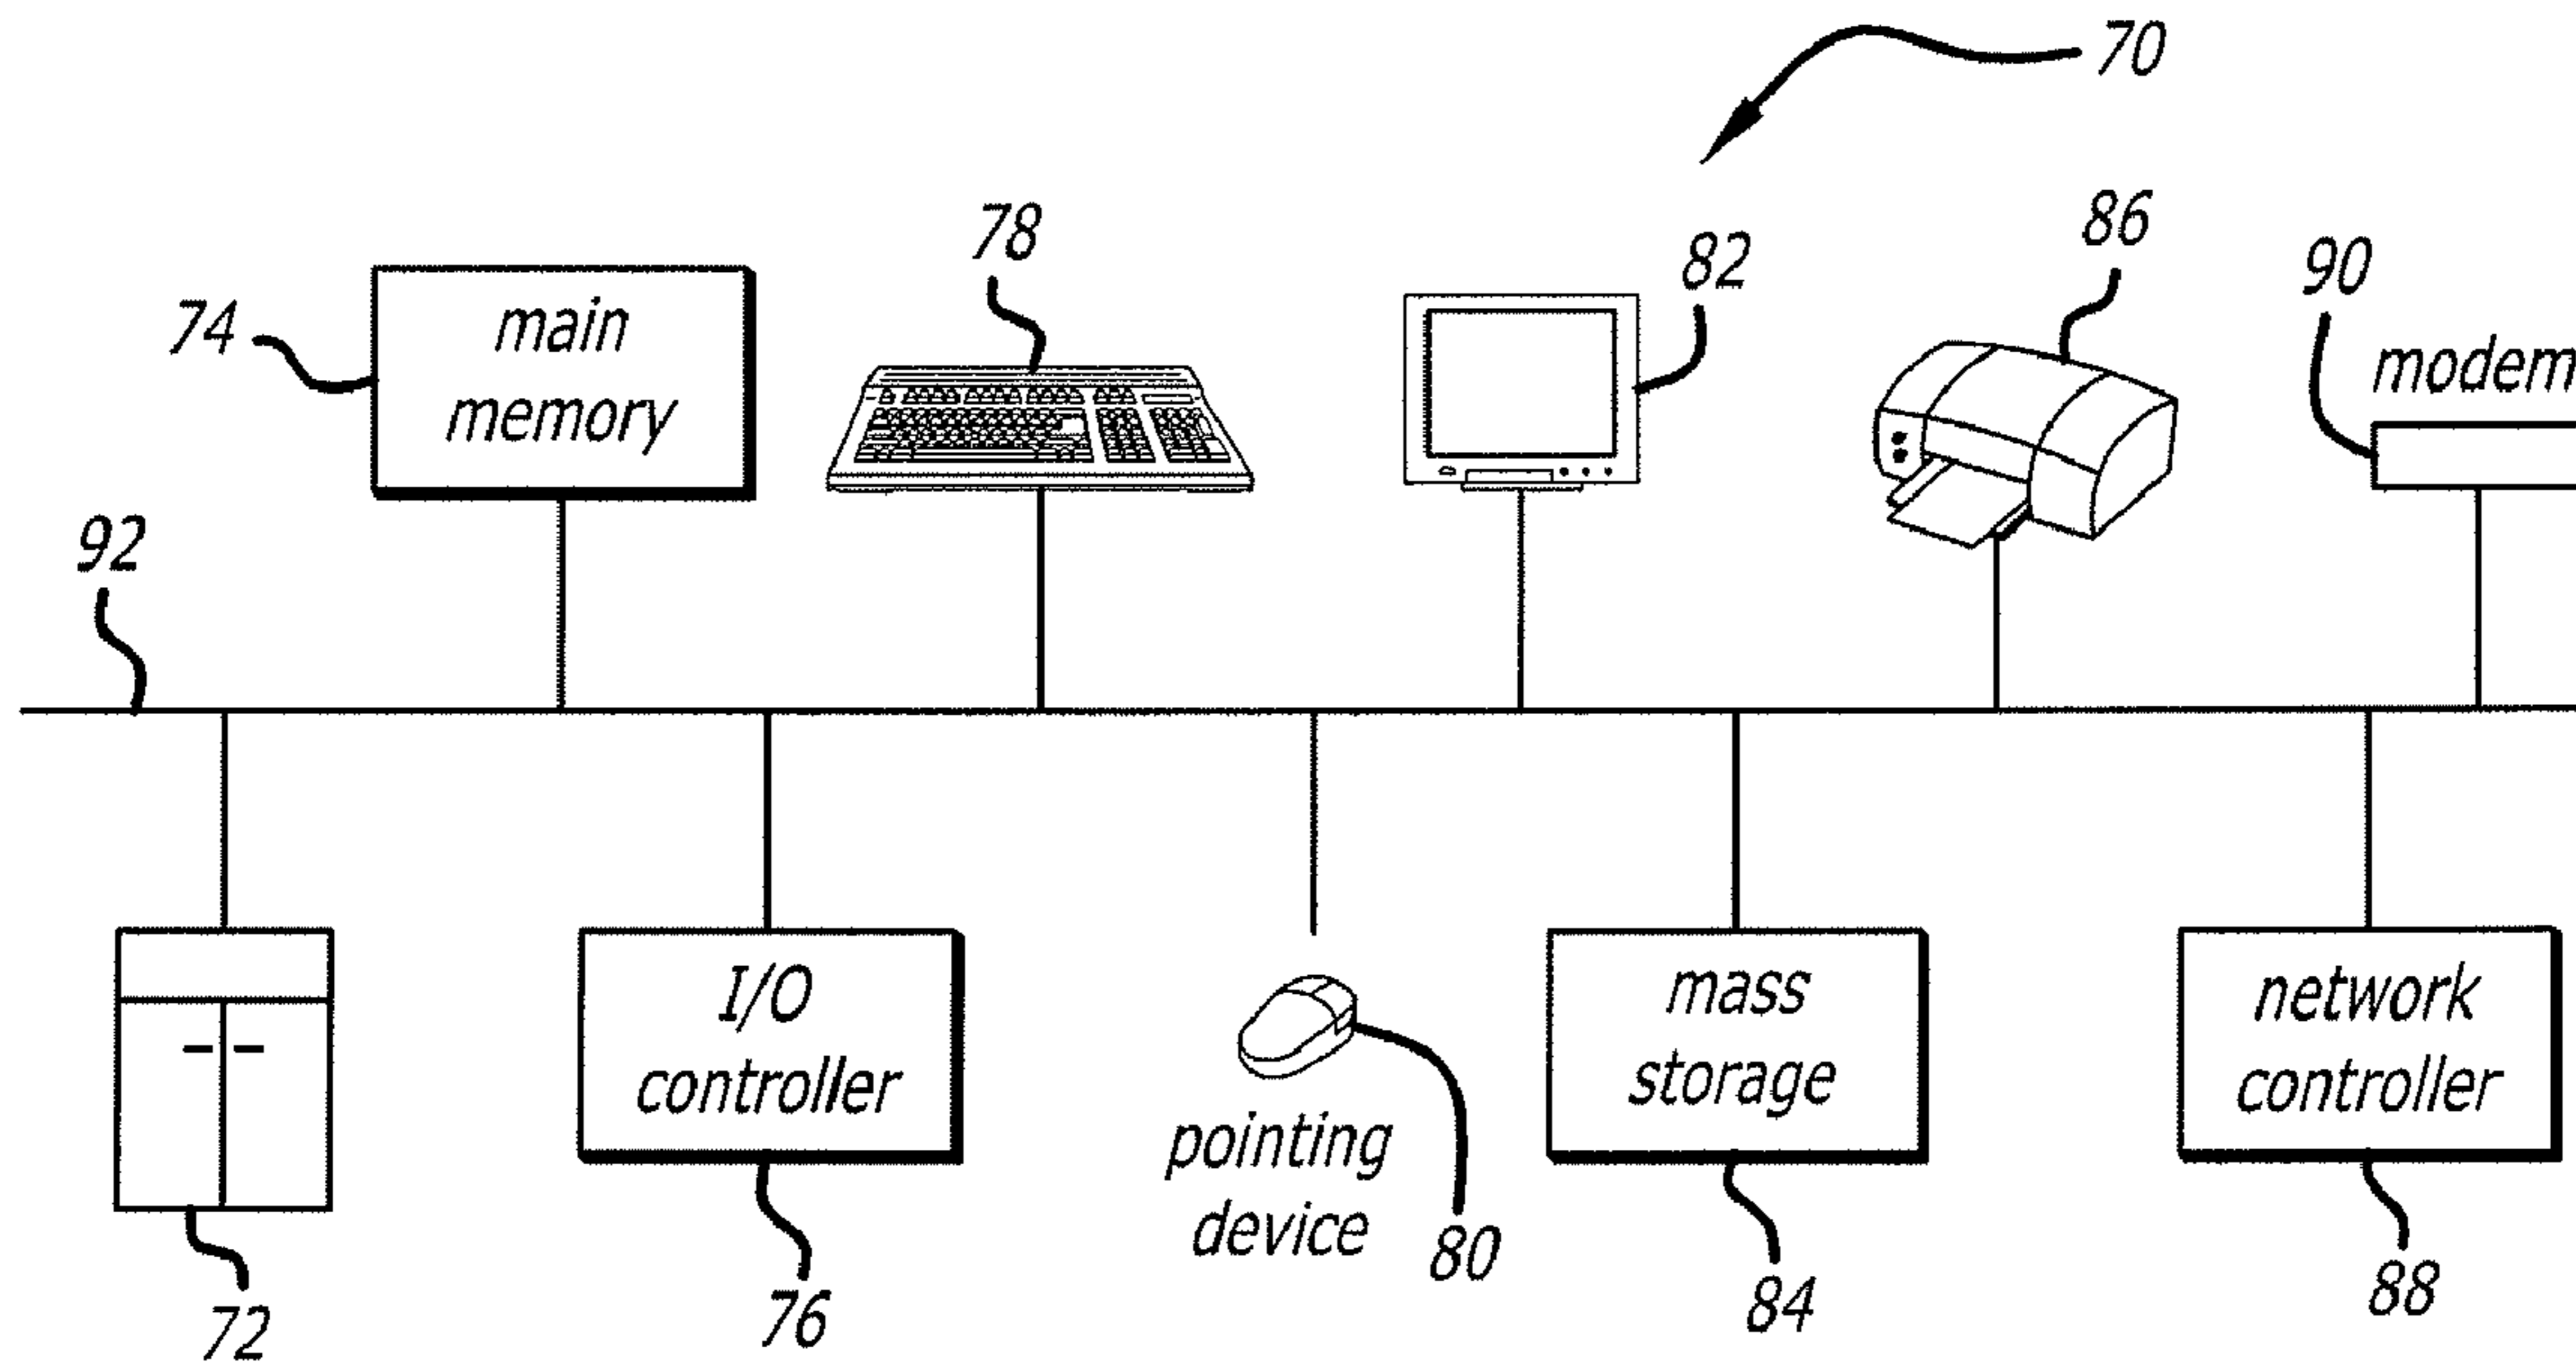 70
86
78
82
90
74
main
memory
modem
92
I/O
controller
mass
storage
network
controller
pointing
device
80
72
76
84
88